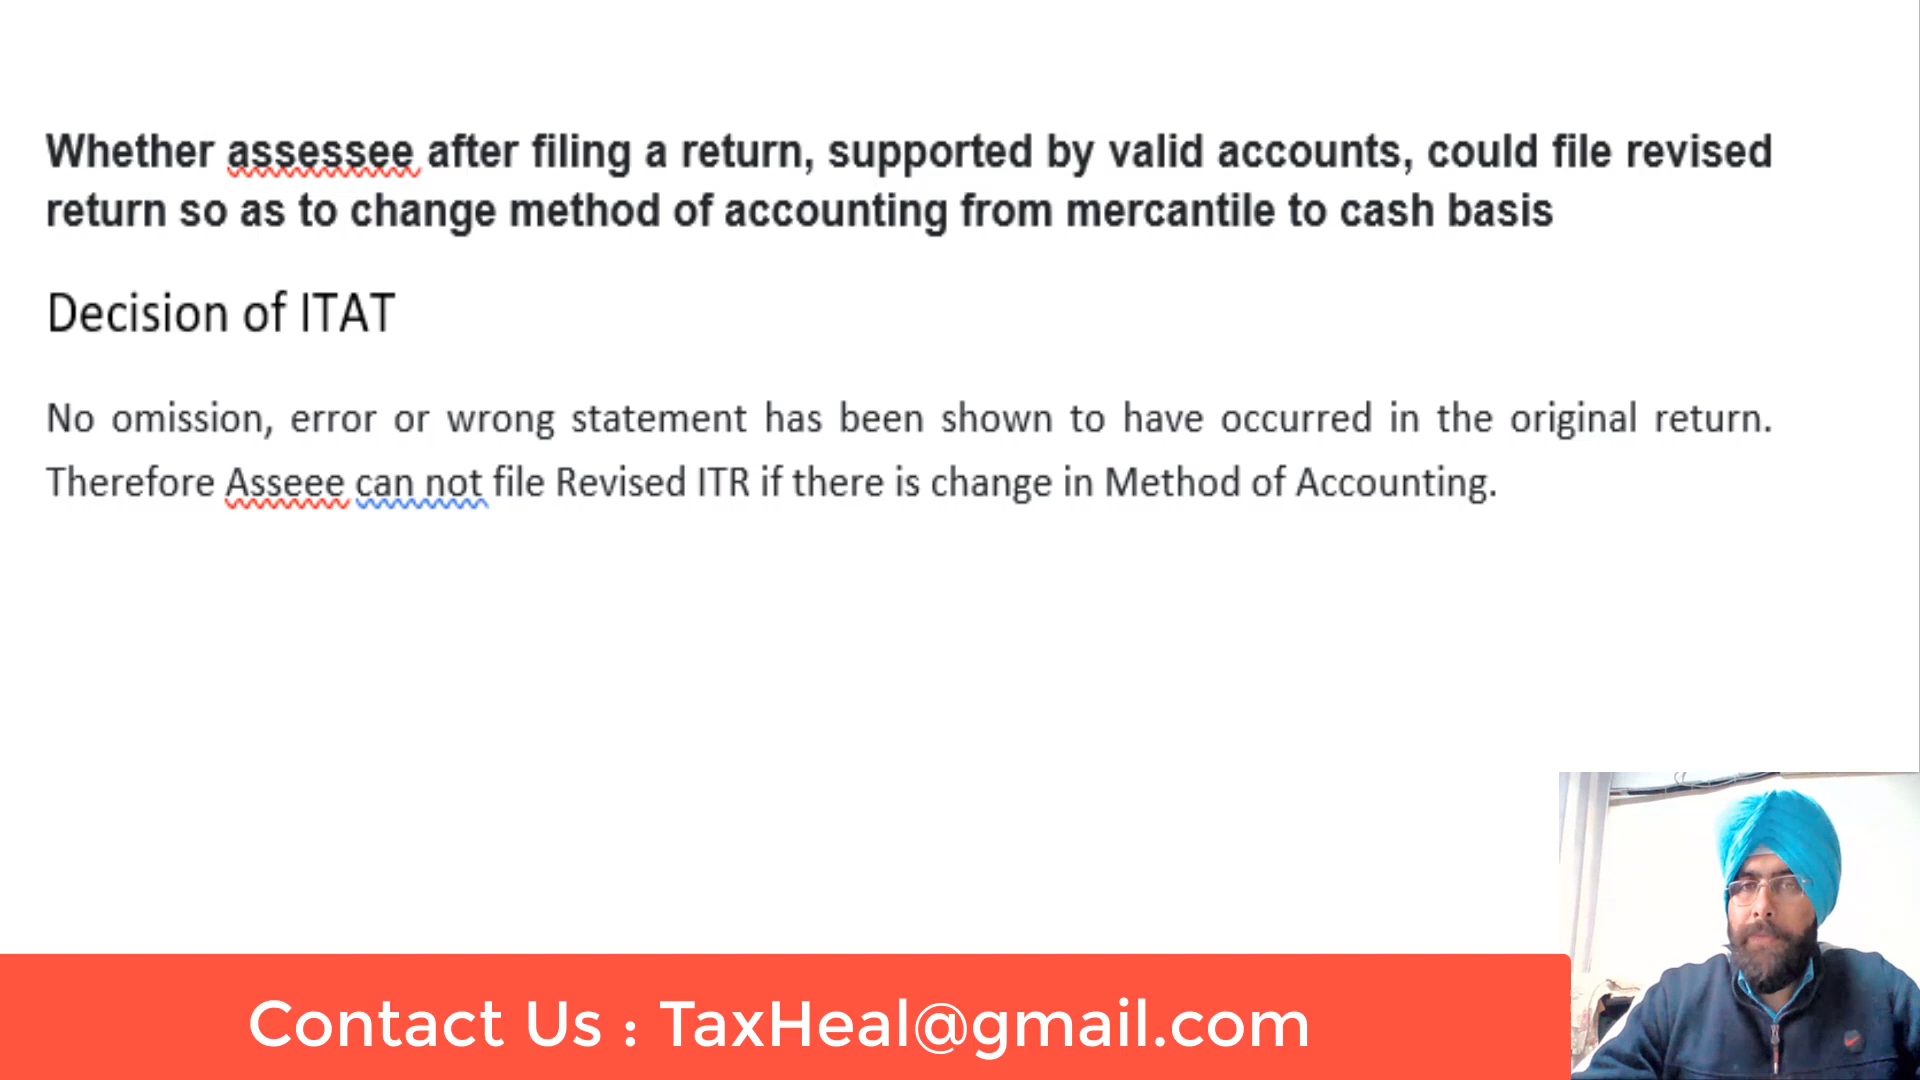 Whether assessee after filing a return, supported by valid accounts, could file revised
return so as to change method of accounting from mercantile to cash basis
Decision of ITAT
No omission, error or wrong statement has been shown to have occurred in the original return.
Therefore Asseee can not file Revised ITR if there is change in Method of Accounting.
Contact Us : TaxHeal@gmail.com